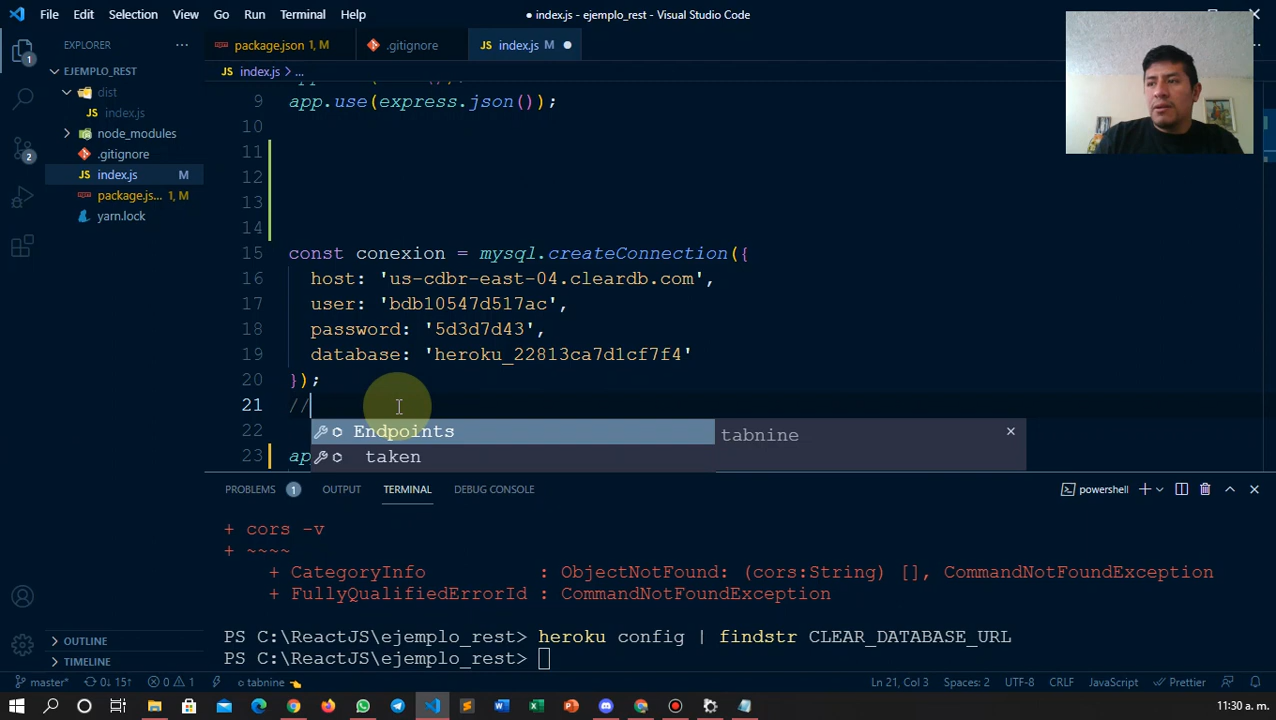 File Edit Selection View Go Run Terminal Help
● index.js - ejemplo_rest - Visual Studio Code
EXPLORER ···
package.json 1, M
.gitignore
index.js M ●
EJEMPLO_REST
dist
index.js
node_modules
.gitignore
index.js M
package.js... 1, M
yarn.lock
OUTLINE
TIMELINE
1
2
index.js > ...
9 app.use(express.json());
10
11
12
13
14
15 const conexion = mysql.createConnection({
16 host: 'us-cdbr-east-04.cleardb.com',
17 user: 'bdb10547d517ac',
18 password: '5d3d7d43',
19 database: 'heroku_22813ca7d1cf7f4'
20 });
21 //
22
23 ap
Endpoints tabnine
taken
PROBLEMS 1 OUTPUT TERMINAL DEBUG CONSOLE powershell
+ cors -v
+ ~~~~
+ CategoryInfo : ObjectNotFound: (cors:String) [], CommandNotFoundException
+ FullyQualifiedErrorId : CommandNotFoundException
PS C:\ReactJS\ejemplo_rest> heroku config | findstr CLEAR_DATABASE_URL
PS C:\ReactJS\ejemplo_rest>
master* 0↓ 15↑ 0 1 tabnine Ln 21, Col 3 Spaces: 2 UTF-8 CRLF JavaScript Prettier
11:30 a. m.